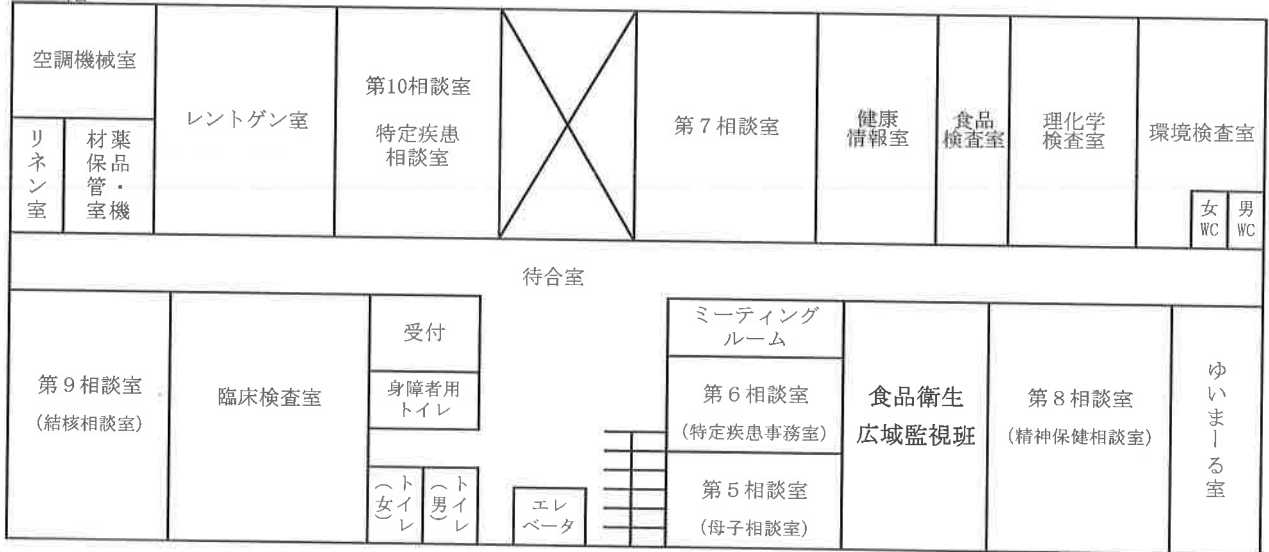 空調機械室
リネン室
材薬
保品
管・
室機
レントゲン室
第10相談室
特定疾患
相談室
第７相談室
健康
情報室
食品
検査室
理化学
検査室
環境検査室
女
WC
男
WC
待合室
第９相談室
（結核相談室）
臨床検査室
受付
身障者用
トイレ
トイレ
（女）
トイレ
（男）
エレ
ベータ
ミーティング
ルーム
第６相談室
（特定疾患事務室）
第５相談室
（母子相談室）
食品衛生
広域監視班
第８相談室
（精神保健相談室）
ゆいまーる室